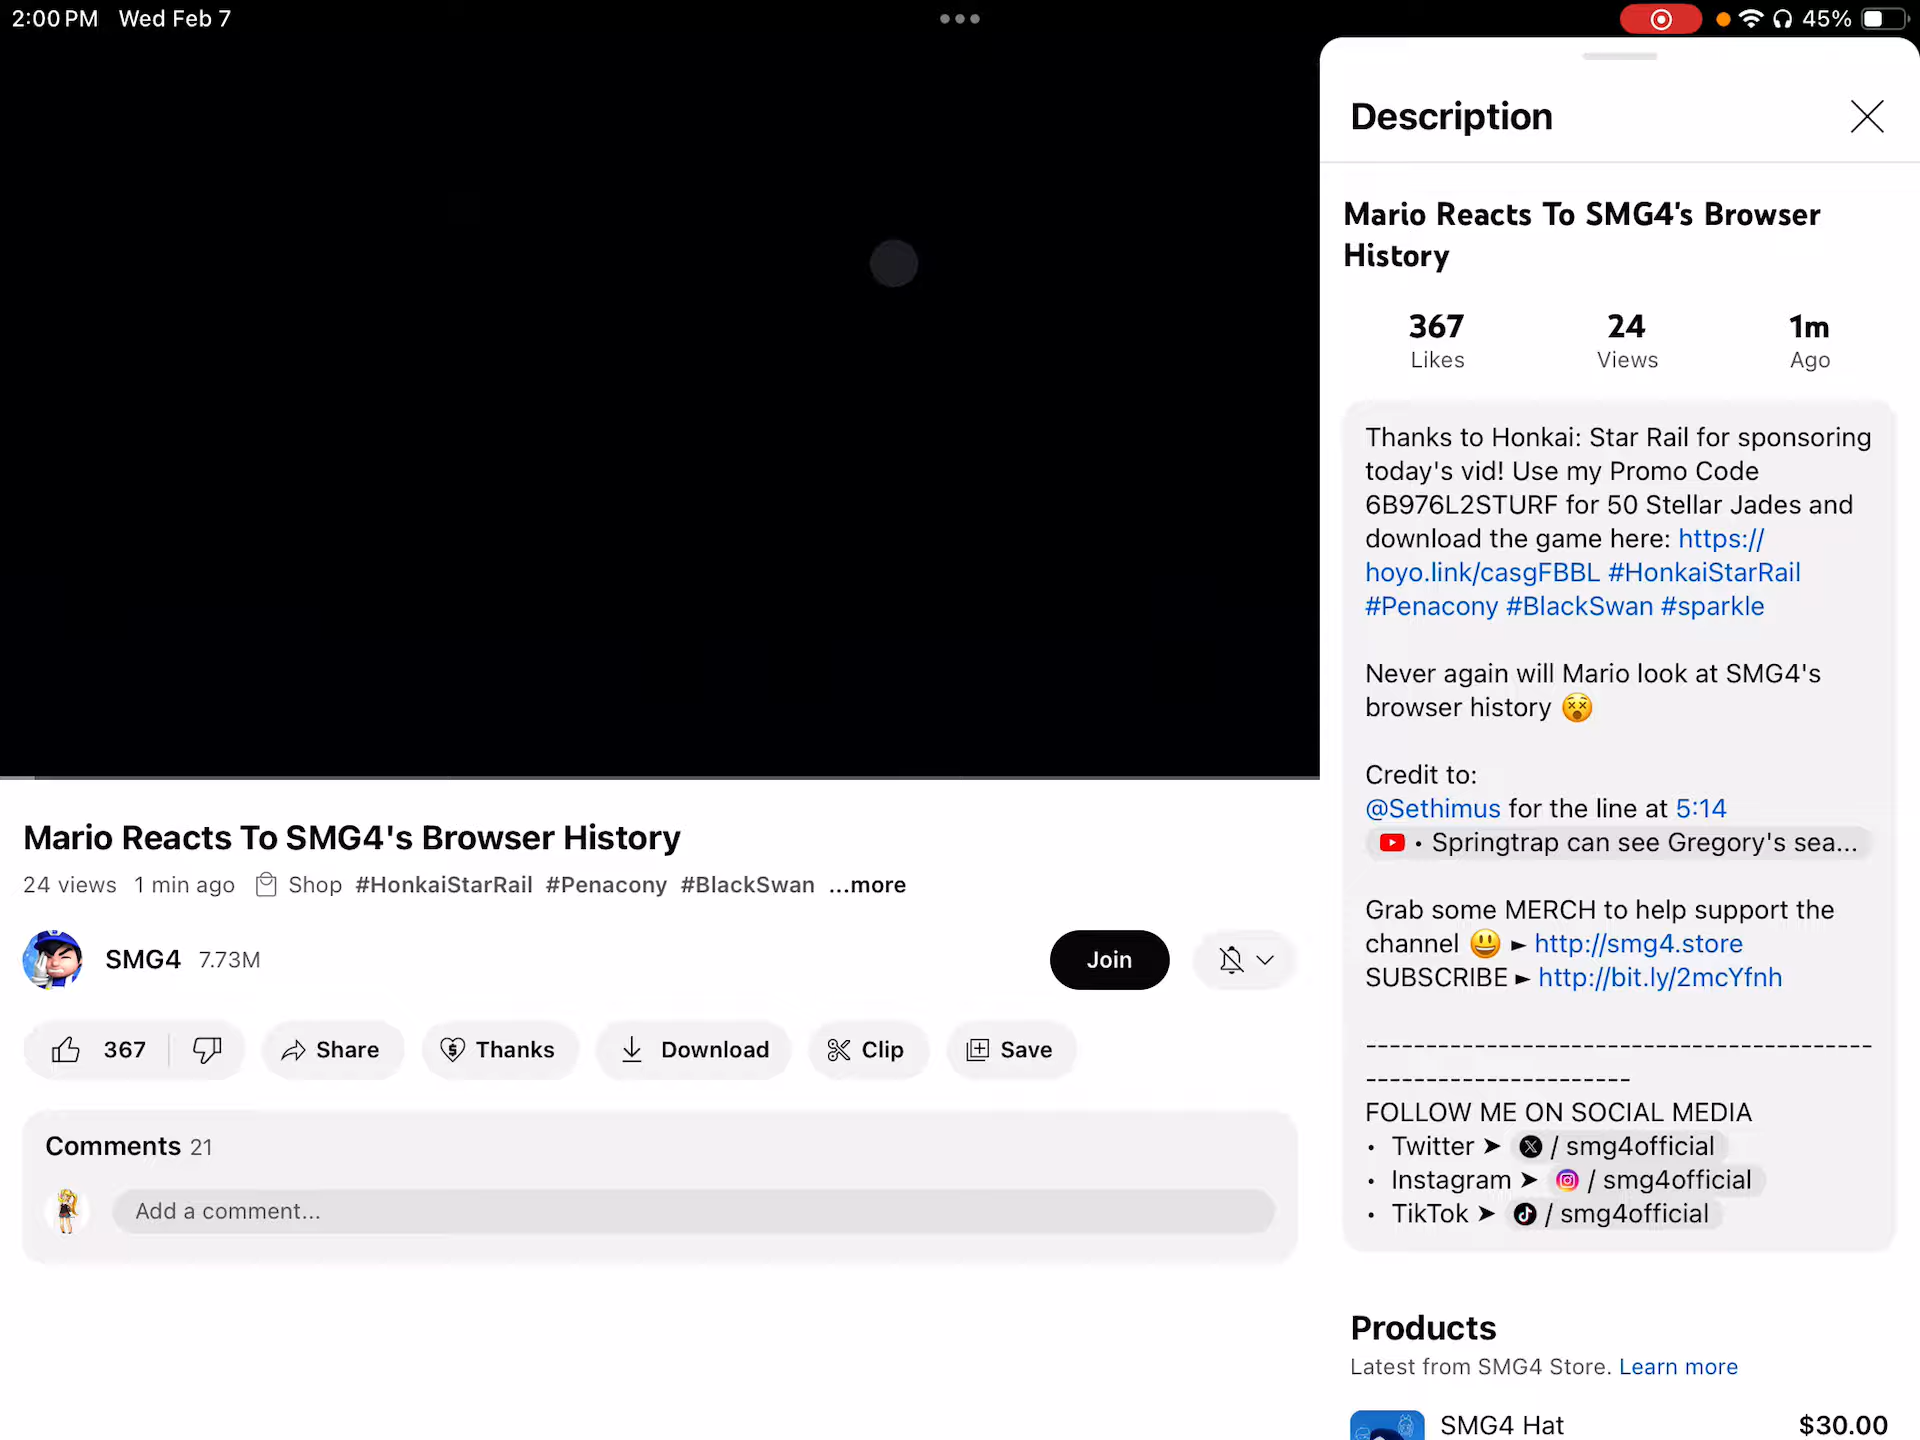 2:00 PM Wed Feb 7
45%
Description
Mario Reacts To SMG4's Browser
History
367
24
1m
Likes
Views
Ago
Thanks to Honkai: Star Rail for sponsoring
today's vid! Use my Promo Code
6B976L2STURF for 50 Stellar Jades and
download the game here: https://
hoyo.link/casgFBBL #HonkaiStarRail
#Penacony #BlackSwan #sparkle
Never again will Mario look at SMG4's
browser history 😵
Credit to:
@Sethimus for the line at 5:14
• Springtrap can see Gregory's sea...
Grab some MERCH to help support the
channel 😃 ► http://smg4.store
SUBSCRIBE ► http://bit.ly/2mcYfnh
------------------------------------------
----------------------
FOLLOW ME ON SOCIAL MEDIA
• Twitter ➤ / smg4official
• Instagram ➤ / smg4official
• TikTok ➤ / smg4official
Products
Latest from SMG4 Store. Learn more
SMG4 Hat
$30.00
Mario Reacts To SMG4's Browser History
24 views 1 min ago Shop #HonkaiStarRail #Penacony #BlackSwan ...more
SMG4 7.73M
Join
367
Share
Thanks
Download
Clip
Save
Comments 21
Add a comment...